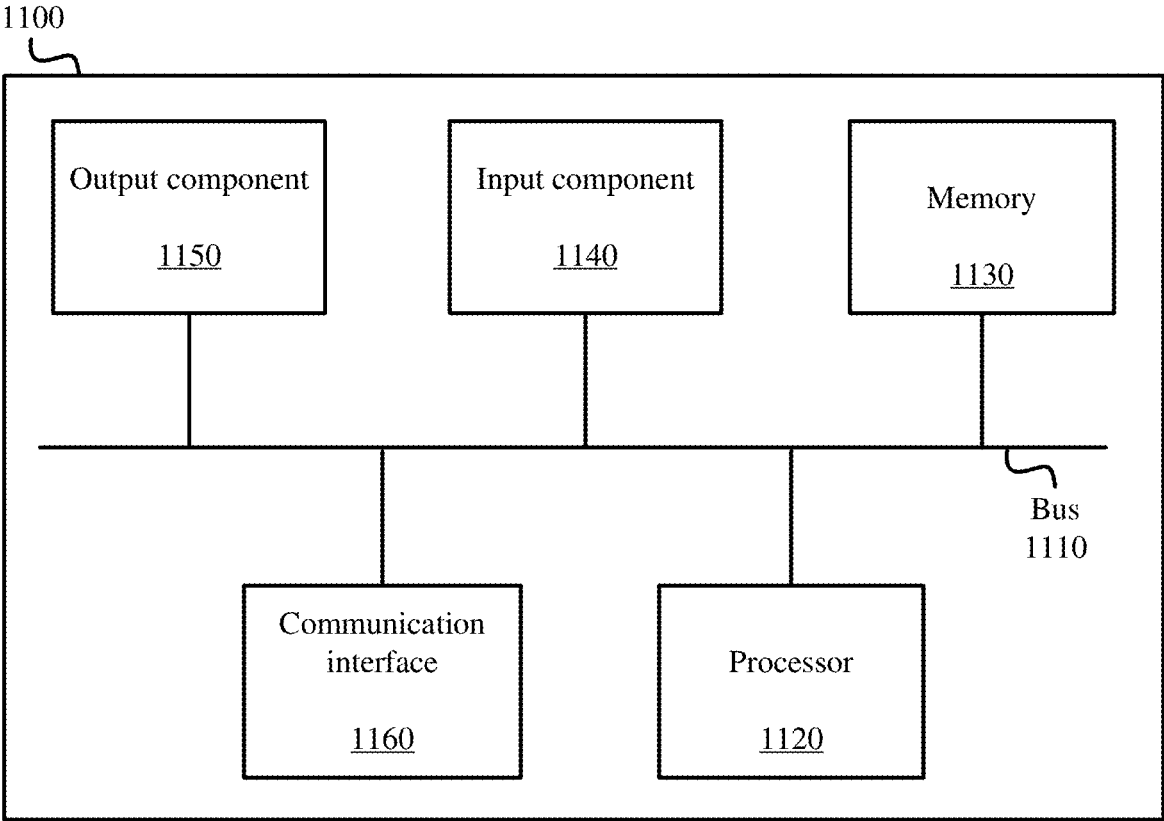 1100
Output component
1150
Input component
1140
Memory
1130
Bus
1110
Communication
interface
1160
Processor
1120